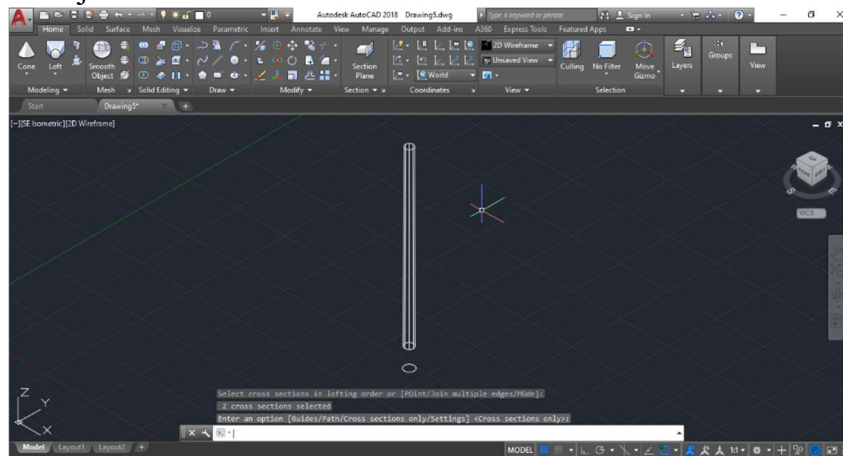 Autodesk AutoCAD 2018 Drawing5.dwg
Type a keyword or phrase
Sign In
Home Solid Surface Mesh Visualize Parametric Insert Annotate View Manage Output Add-ins A360 Express Tools Featured Apps
Cone Loft
Smooth Object
Section Plane
World
2D Wireframe
Unsaved View
Culling No Filter Move Gizmo
Layers Groups View
Modeling Mesh Solid Editing Draw Modify Section Coordinates View Selection
Start Drawing5*
[−][SE Isometric][2D Wireframe]
WCS
Select cross sections in lofting order or [POint/Join multiple edges/MOde]:
2 cross sections selected
Enter an option [Guides/Path/Cross sections only/Settings] <Cross sections only>:
Z
Y
X
Model Layout1 Layout2 +
MODEL
1:1